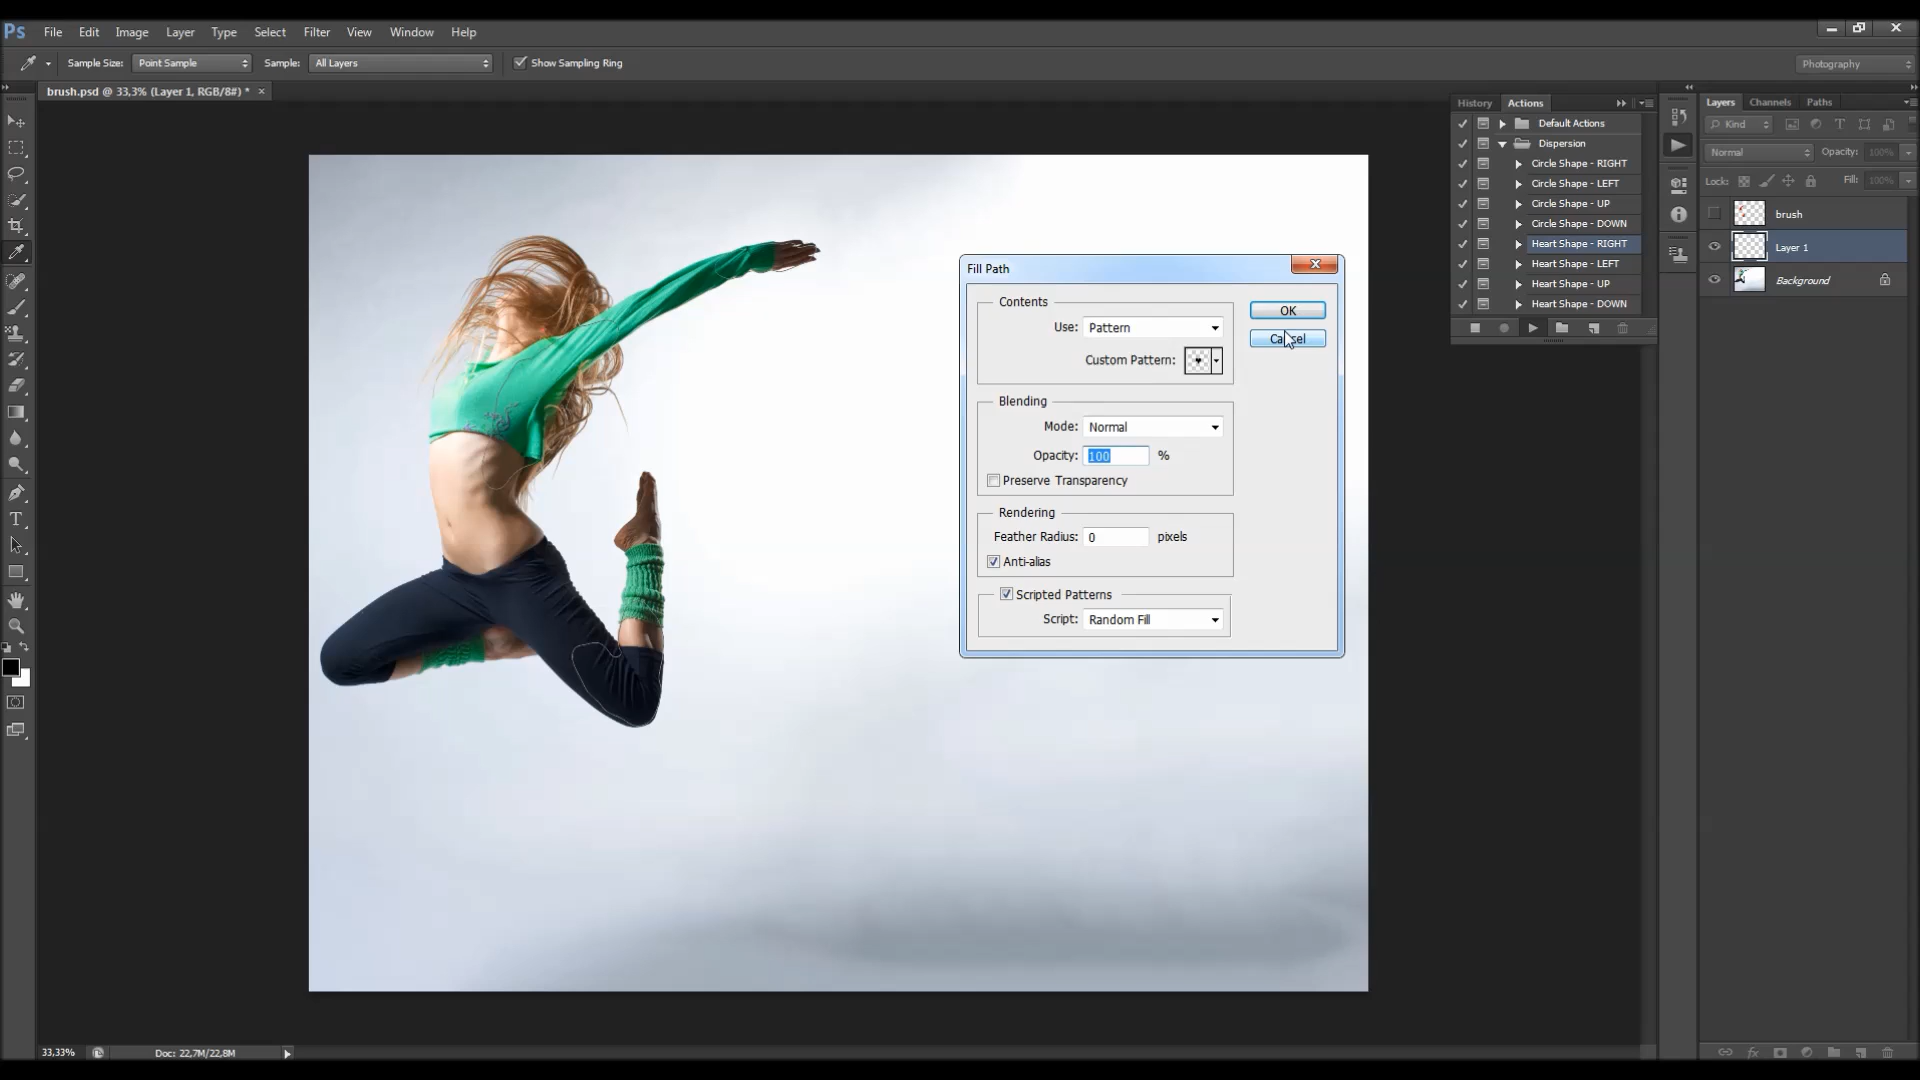 Ps File Edit Image Layer Type Select Filter View Window Help
Sample Size: Point Sample Sample: All Layers Show Sampling Ring Photography
brush.psd @ 33,3% (Layer 1, RGB/8#) * ×
History Actions
Default Actions
Dispersion
Circle Shape - RIGHT
Circle Shape - LEFT
Circle Shape - UP
Circle Shape - DOWN
Heart Shape - RIGHT
Heart Shape - LEFT
Heart Shape - UP
Heart Shape - DOWN
Layers Channels Paths
Kind
Normal Opacity: 100%
Lock: Fill: 100%
brush
Layer 1
Background
Fill Path
Contents
OK
Use: Pattern
Cancel
Custom Pattern:
Blending
Mode: Normal
Opacity: 100 %
Preserve Transparency
Rendering
Feather Radius: 0 pixels
Anti-alias
Scripted Patterns
Script: Random Fill
33,33% Doc: 22,7M/22,8M